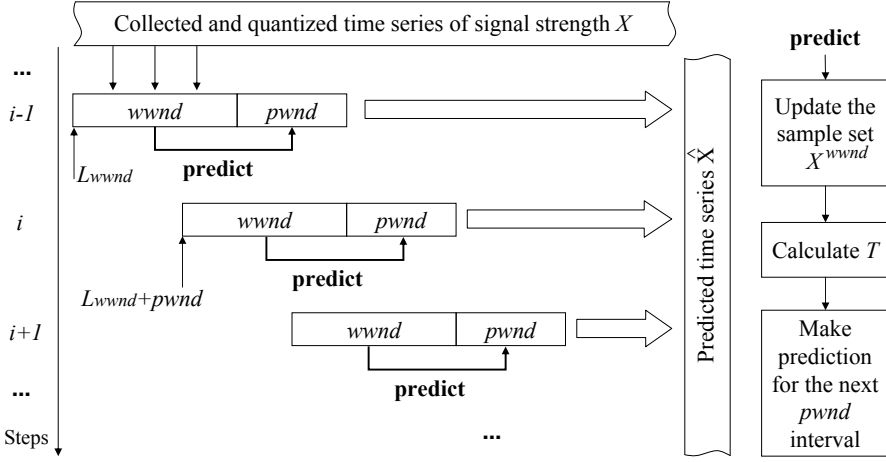 Collected and quantized time series of signal strength X
...
i-1
wwnd
pwnd
predict
Lwwnd
i
wwnd
pwnd
predict
Lwwnd+pwnd
i+1
wwnd
pwnd
predict
...
Steps
...
Predicted time series X̂
predict
Update the
sample set
X^wwnd
Calculate T
Make
prediction
for the next
pwnd
interval